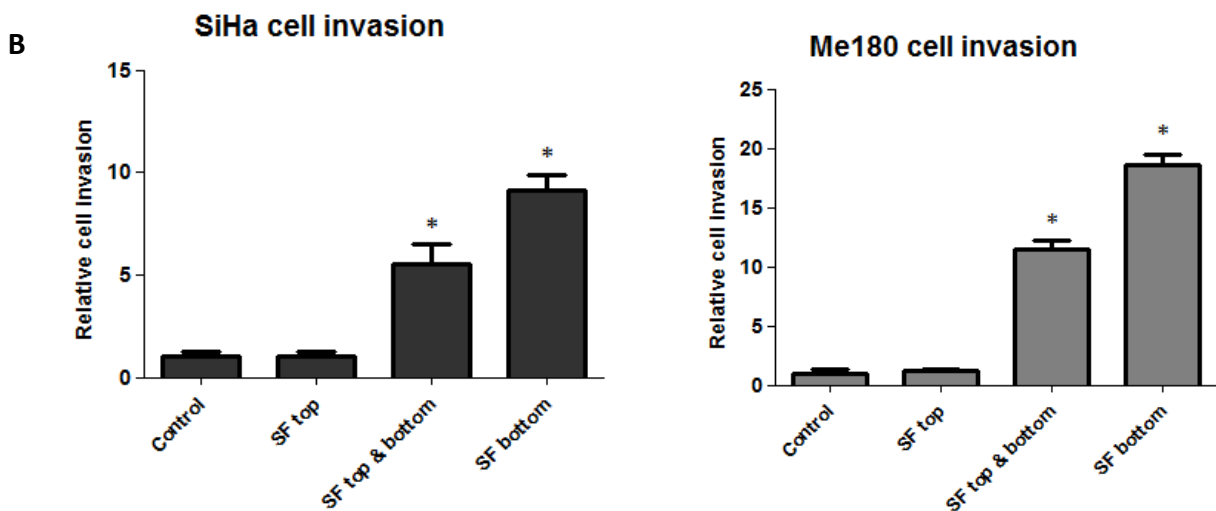 B
SiHa cell invasion
Relative cell invasion
15
10
5
0
*
*
Control
SF top
SF top & bottom
SF bottom
Me180 cell invasion
Relative cell invasion
25
20
15
10
5
0
*
*
Control
SF top
SF top & bottom
SF bottom